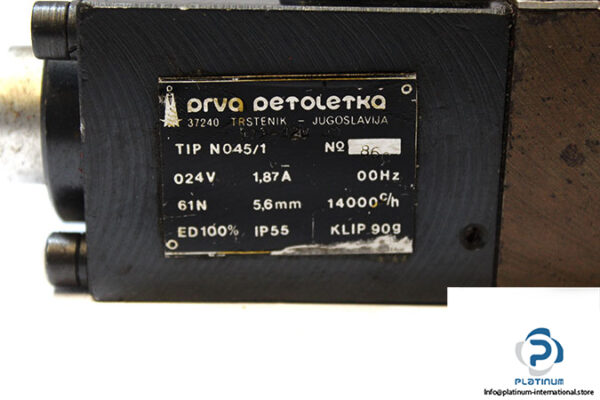 prva petoletka
37240 TRSTENIK – JUGOSLAVIJA
TIP N045/1 № 86
024V 1,87A 00Hz
61N 5,6mm 14000 c/h
ED100% IP55 KLIP 90g
PLATINUM
Info@platinum-international.store